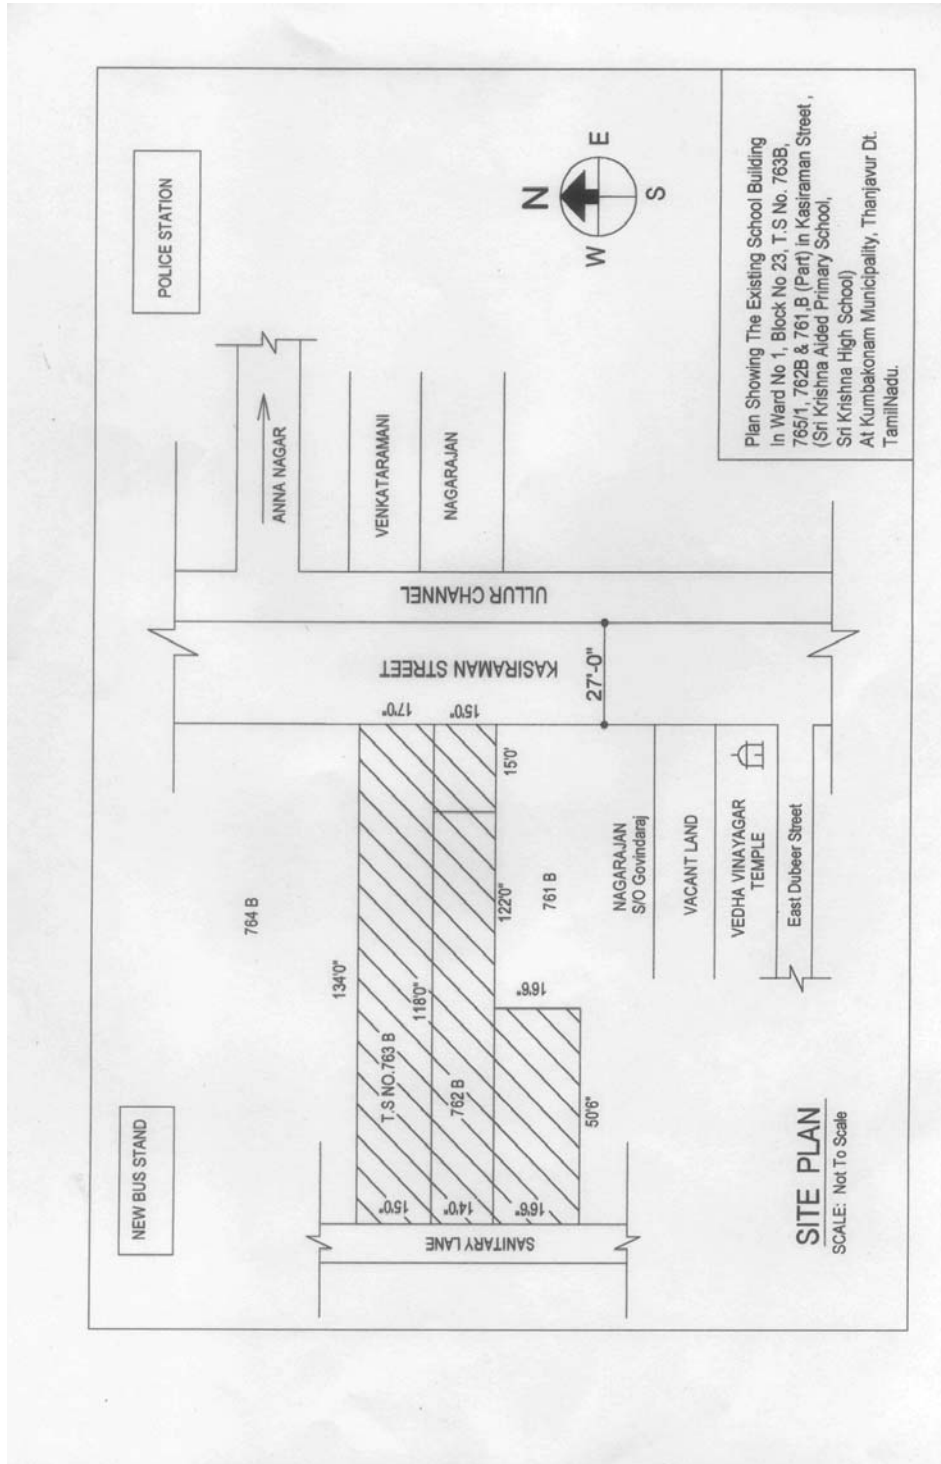 NEW BUS STAND
POLICE STATION
764 B
ANNA NAGAR
134'0"
T.S NO.763 B
15'0"
17'0"
118'0"
762 B
14'0"
15'0"
122'0"
15'0'
SANITARY LANE
KASIRAMAN STREET
ULLUR CHANNEL
VENKATARAMANI
NAGARAJAN
16'6"
16'6"
50'6"
761 B
27'-0"
N
W
E
S
NAGARAJAN
S/O Govindaraj
VACANT LAND
VEDHA VINAYAGAR
TEMPLE
East Dubeer Street
SITE PLAN
SCALE: Not To Scale
Plan Showing The Existing School Building
In Ward No 1, Block No 23, T.S No. 763B,
765/1, 762B & 761,B (Part) in Kasiraman Street ,
(Sri Krishna Aided Primary School,
Sri Krishna High School)
At Kumbakonam Municipality, Thanjavur Dt.
TamilNadu.